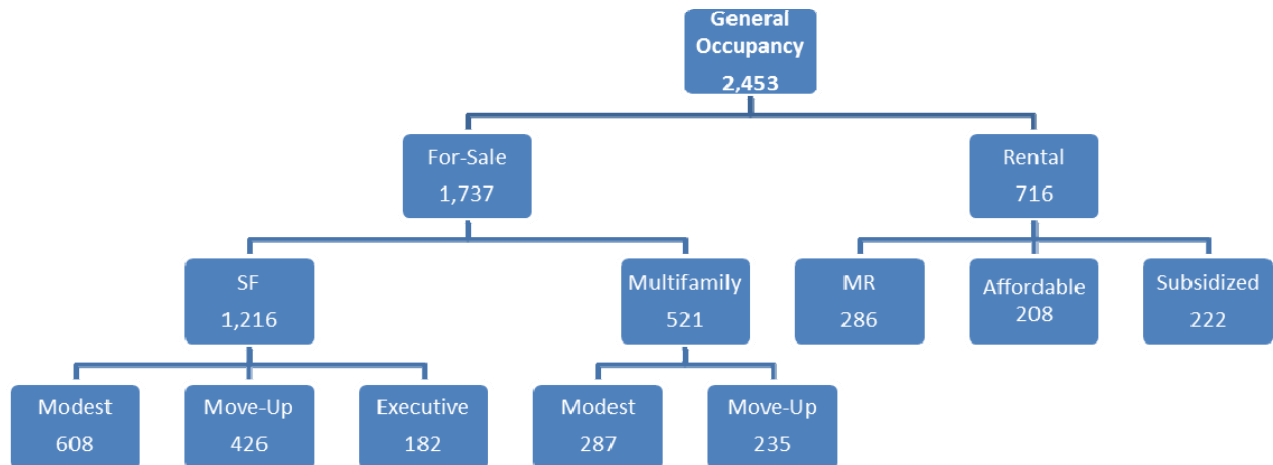 General
Occupancy
2,453
For-Sale
1,737
Rental
716
SF
1,216
Multifamily
521
MR
286
Affordable
208
Subsidized
222
Modest
608
Move-Up
426
Executive
182
Modest
287
Move-Up
235